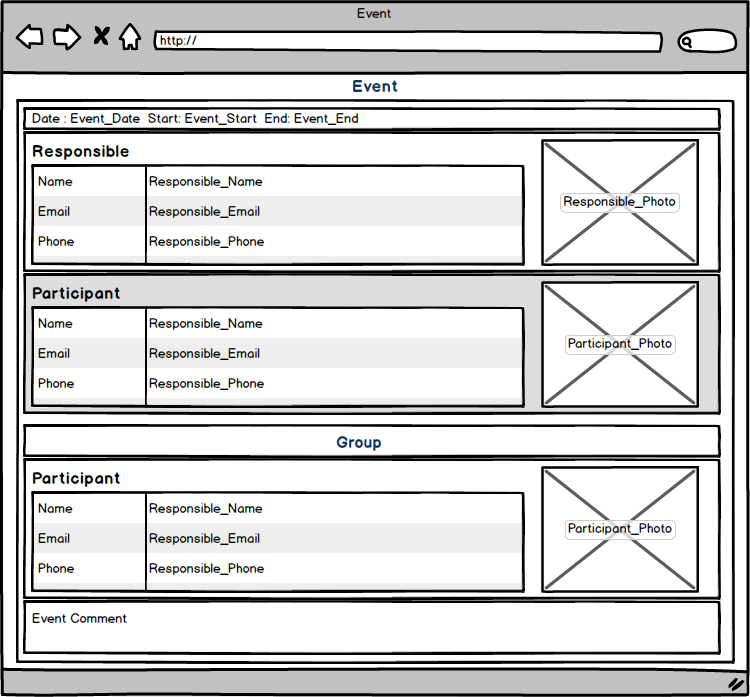 Event
http://
Event
Date : Event_Date Start: Event_Start End: Event_End
Responsible
Name Responsible_Name
Email Responsible_Email
Phone Responsible_Phone
Responsible_Photo
Participant
Name Responsible_Name
Email Responsible_Email
Phone Responsible_Phone
Participant_Photo
Group
Participant
Name Responsible_Name
Email Responsible_Email
Phone Responsible_Phone
Participant_Photo
Event Comment